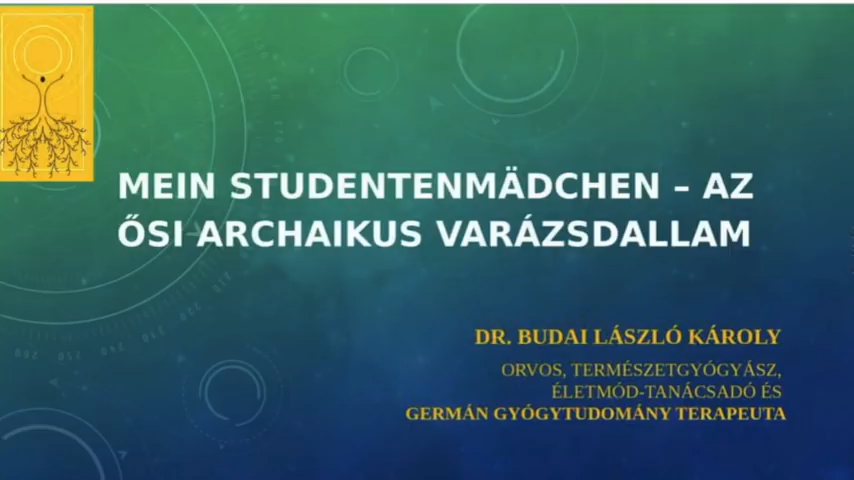 MEIN STUDENTENMÄDCHEN – AZ
ŐSI ARCHAIKUS VARÁZSDALLAM
DR. BUDAI LÁSZLÓ KÁROLY
ORVOS, TERMÉSZETGYÓGYÁSZ,
ÉLETMÓD-TANÁCSADÓ ÉS
GERMÁN GYÓGYTUDOMÁNY TERAPEUTA